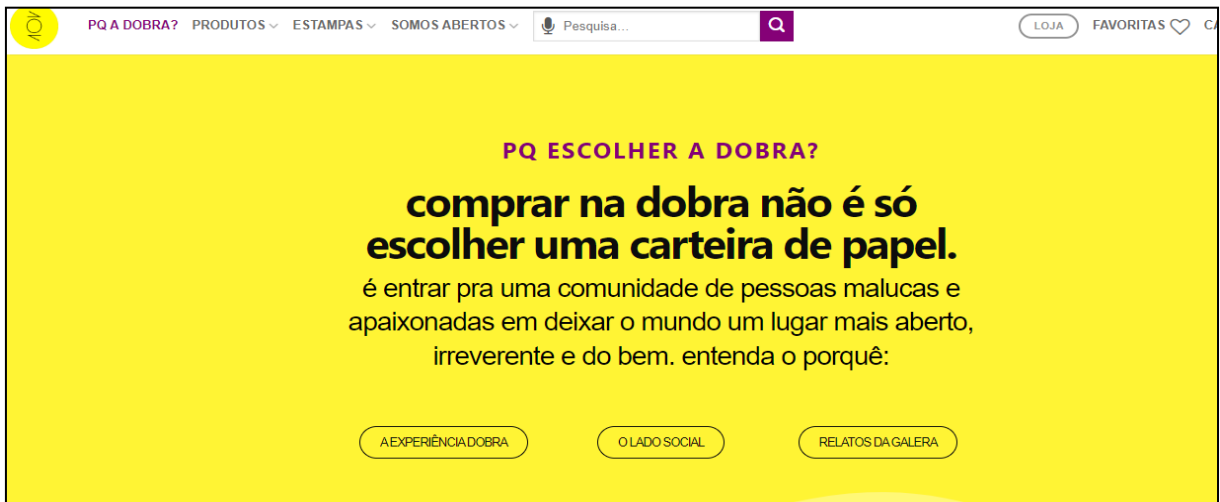 PQ A DOBRA? PRODUTOS ESTAMPAS SOMOS ABERTOS Pesquisa... LOJA FAVORITAS
PQ ESCOLHER A DOBRA?
comprar na dobra não é só
escolher uma carteira de papel.
é entrar pra uma comunidade de pessoas malucas e
apaixonadas em deixar o mundo um lugar mais aberto,
irreverente e do bem. entenda o porquê:
A EXPERIÊNCIA DOBRA O LADO SOCIAL RELATOS DA GALERA